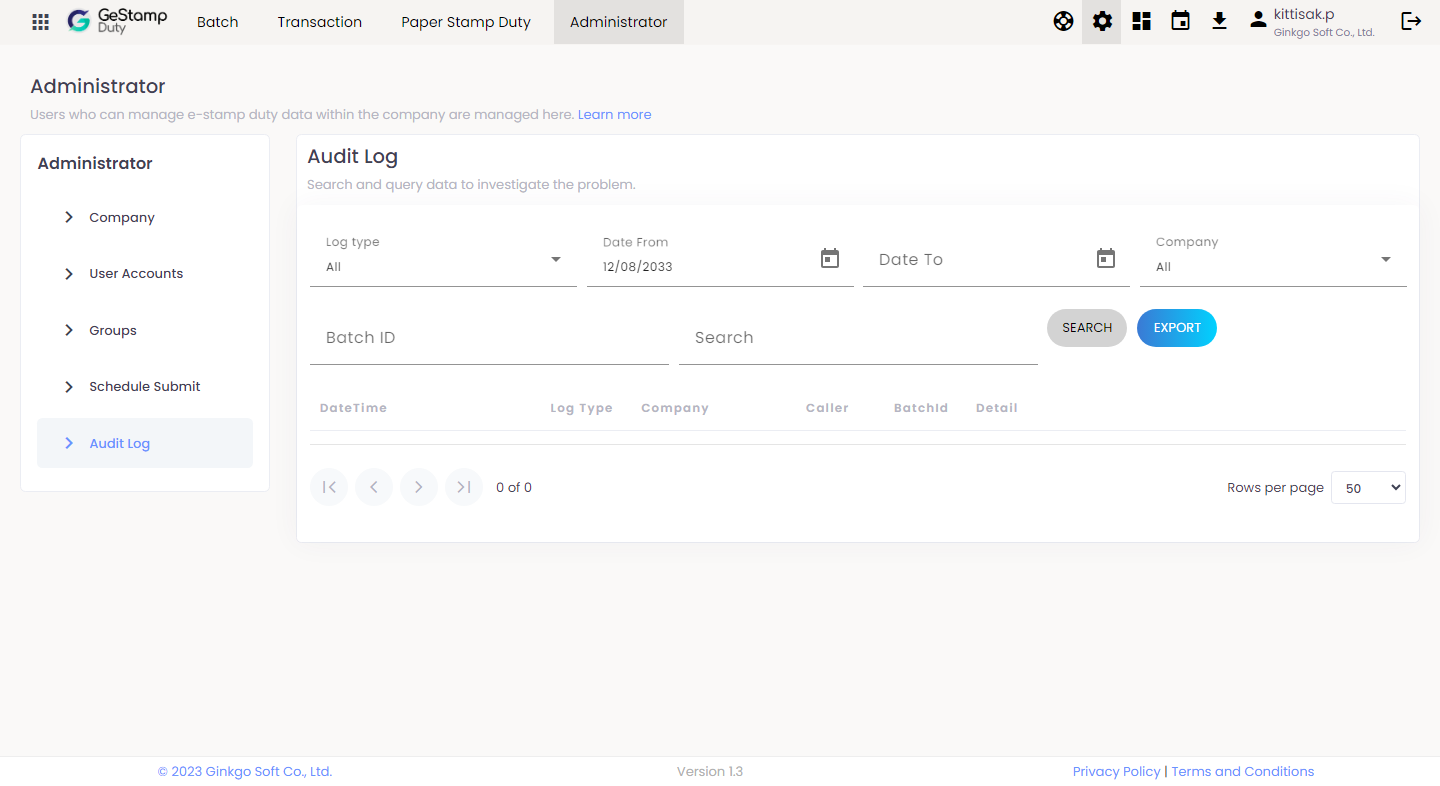 GeStamp
Duty
Batch
Transaction
Paper Stamp Duty
Administrator
kittisak.p
Ginkgo Soft Co., Ltd.
Administrator
Users who can manage e-stamp duty data within the company are managed here. Learn more
Administrator
Company
User Accounts
Groups
Schedule Submit
Audit Log
Audit Log
Search and query data to investigate the problem.
Log type
All
Date From
12/08/2033
Date To
Company
All
Batch ID
Search
SEARCH
EXPORT
DateTime Log Type Company Caller BatchId Detail
0 of 0
Rows per page 50
© 2023 Ginkgo Soft Co., Ltd.
Version 1.3
Privacy Policy | Terms and Conditions